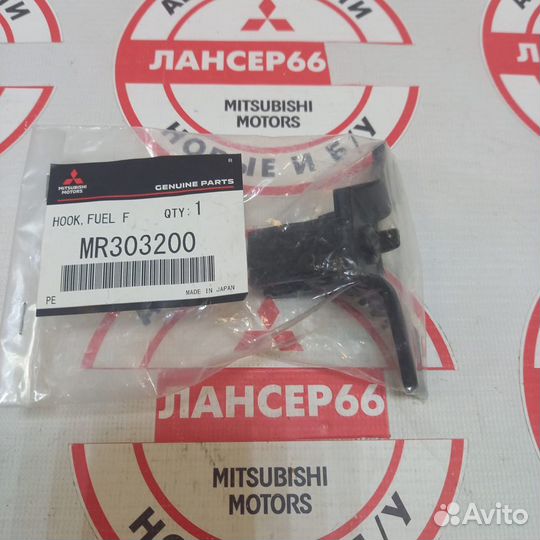 ЛАНСЕР66
MITSUBISHI
MOTORS
НОВЫЕ И Б/У
MITSUBISHI
MOTORS
GENUINE PARTS
HOOK, FUEL F QTY: 1
MR303200
MADE IN JAPAN
PE
ЛАНСЕР66
MITSUBISHI
MOTORS
Avito